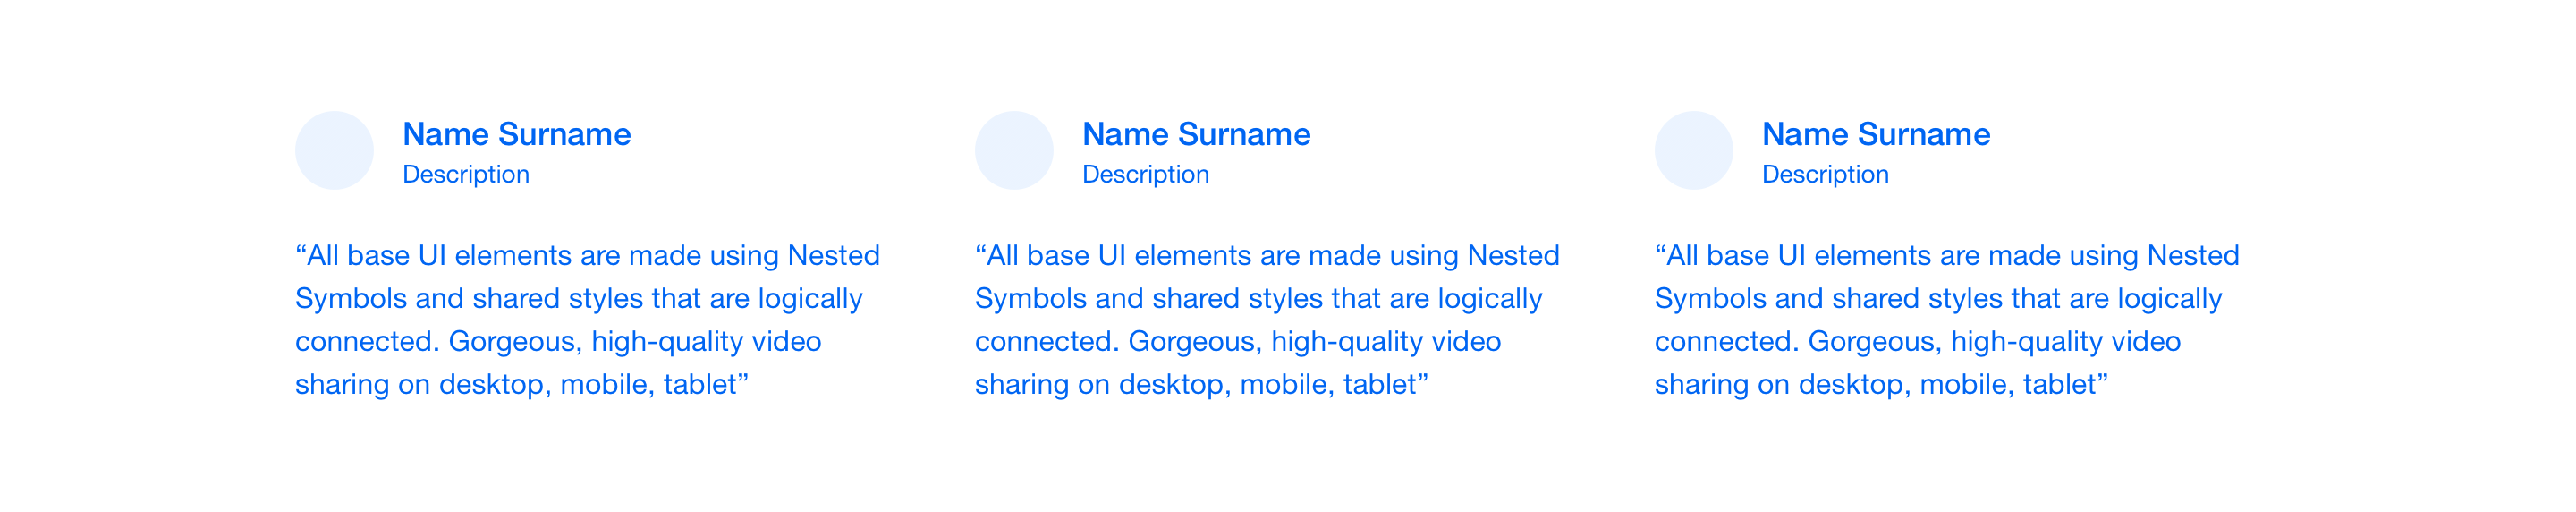 Name Surname
Description
“All base UI elements are made using Nested
Symbols and shared styles that are logically
connected. Gorgeous, high-quality video
sharing on desktop, mobile, tablet”
Name Surname
Description
“All base UI elements are made using Nested
Symbols and shared styles that are logically
connected. Gorgeous, high-quality video
sharing on desktop, mobile, tablet”
Name Surname
Description
“All base UI elements are made using Nested
Symbols and shared styles that are logically
connected. Gorgeous, high-quality video
sharing on desktop, mobile, tablet”